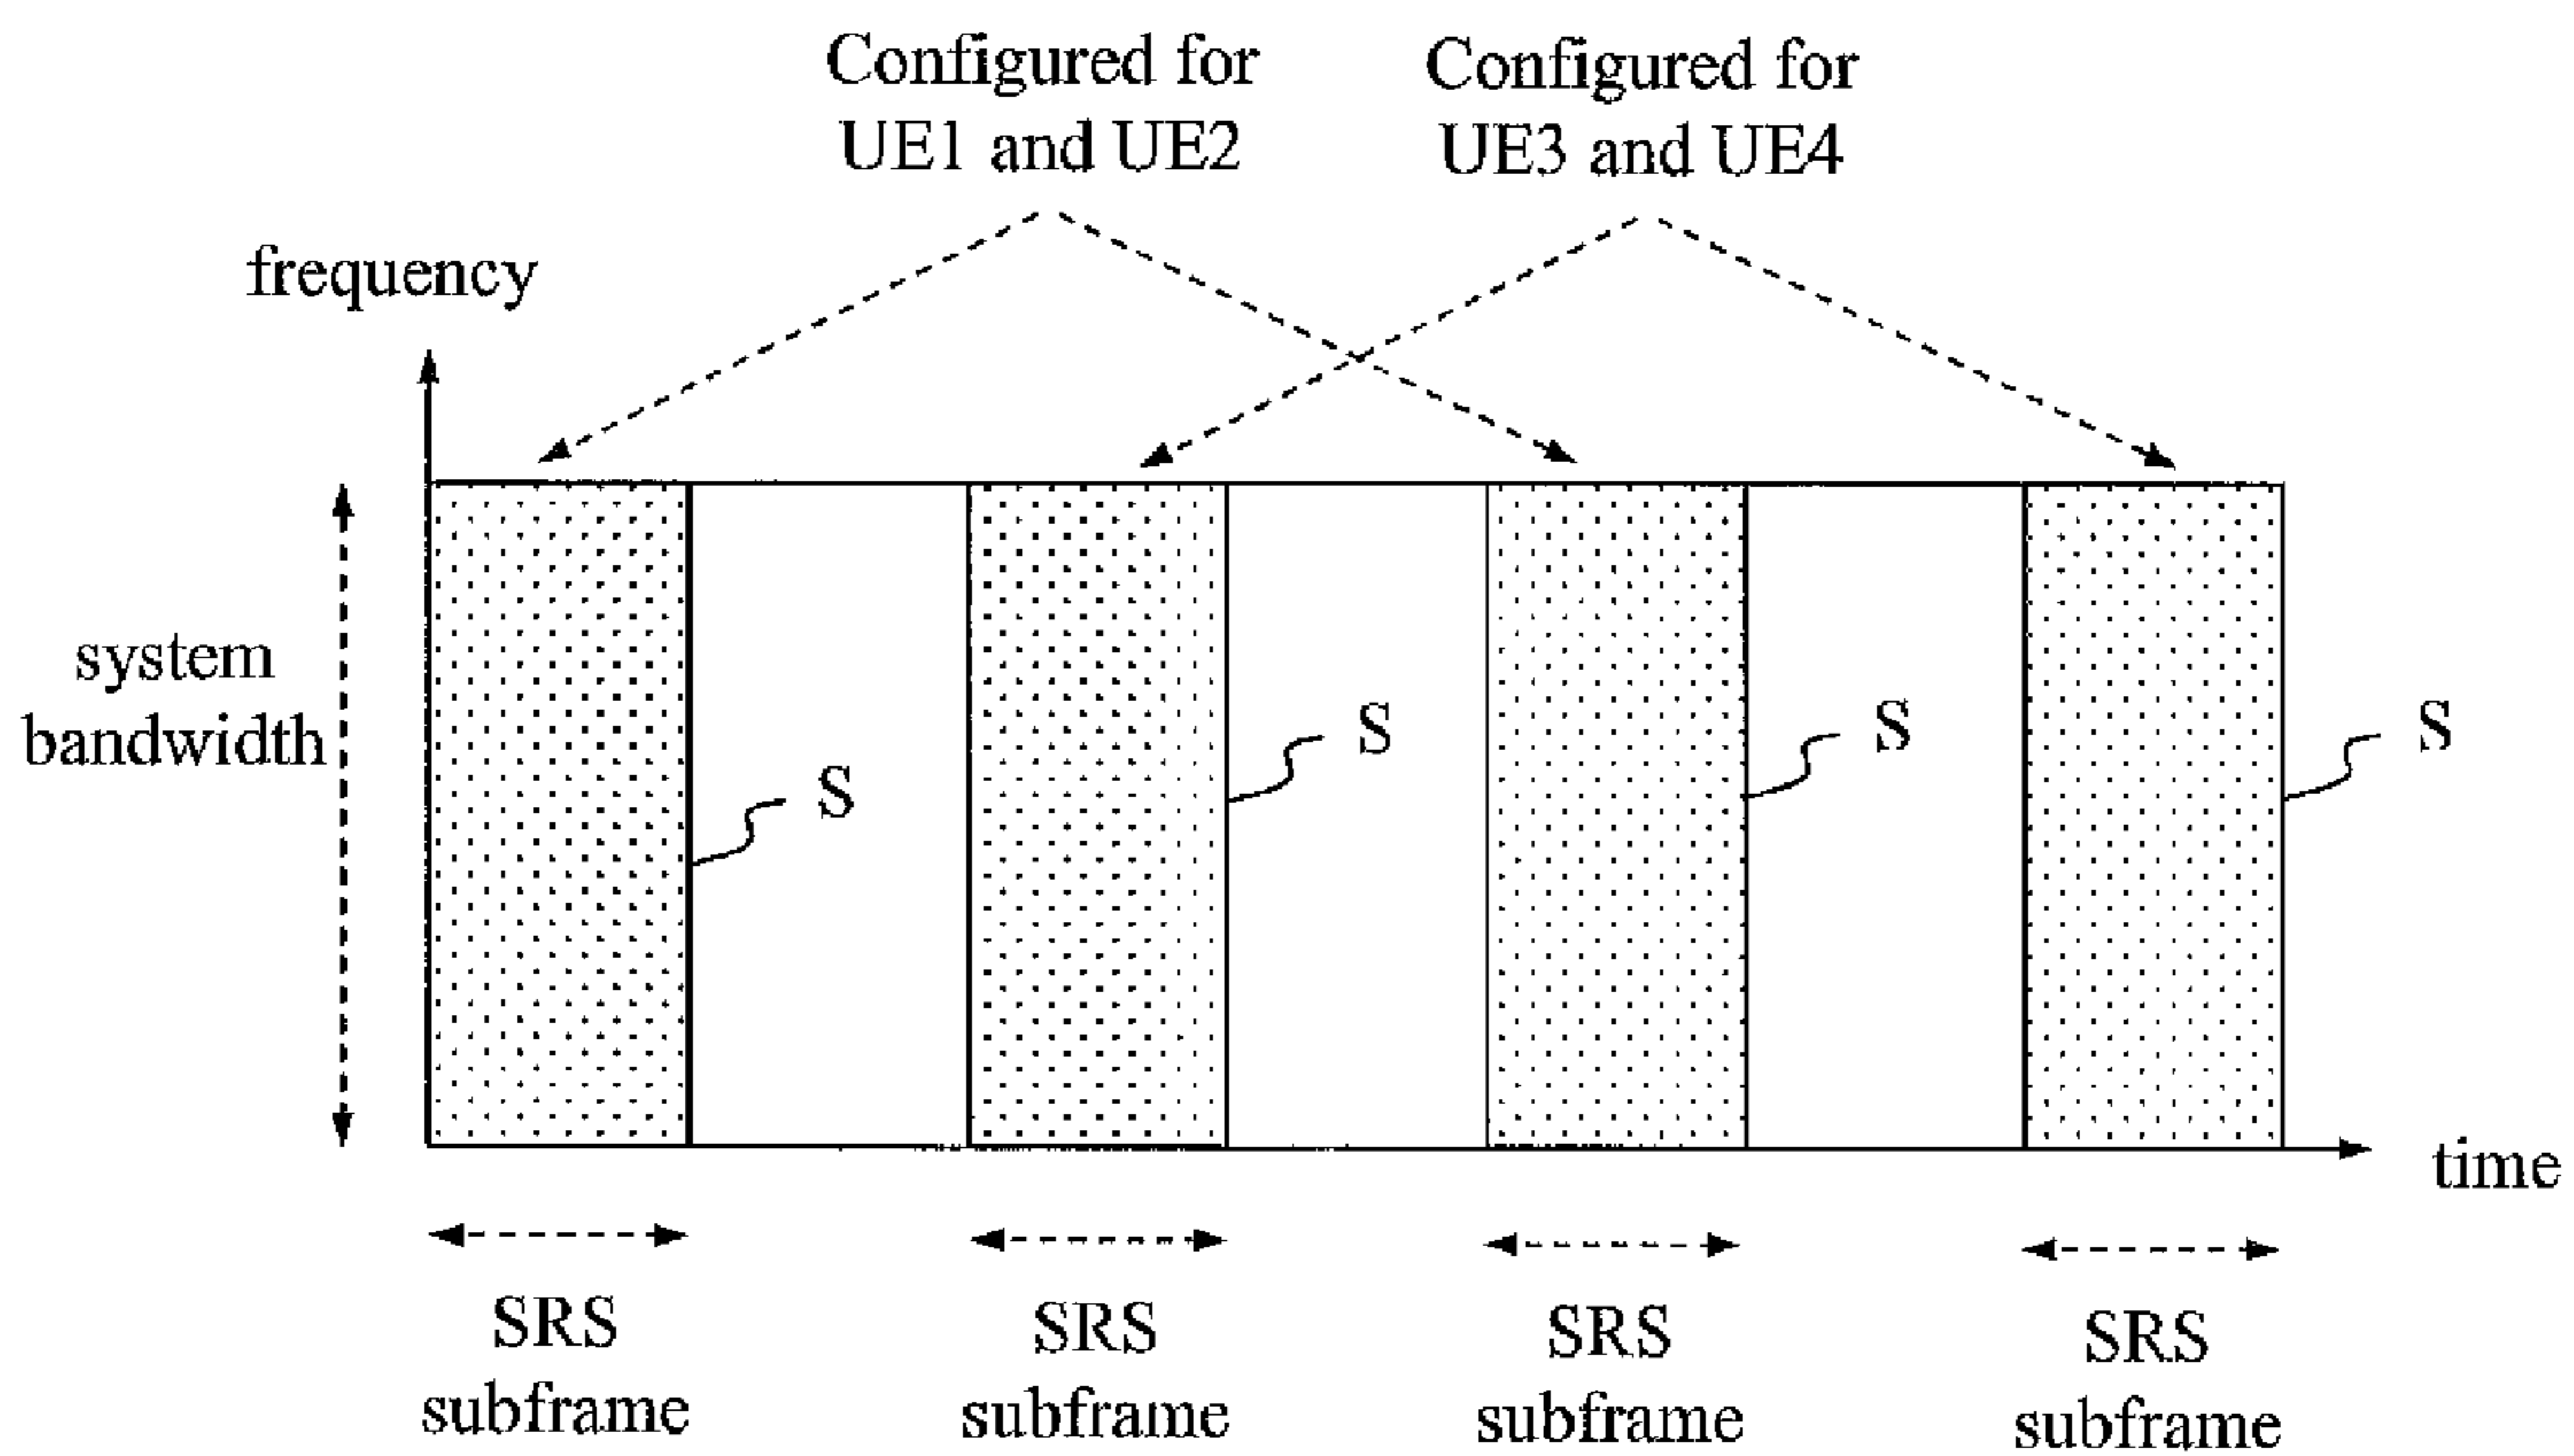 Configured for
UE1 and UE2
Configured for
UE3 and UE4
frequency
system
bandwidth
S
S
S
S
time
SRS
subframe
SRS
subframe
SRS
subframe
SRS
subframe